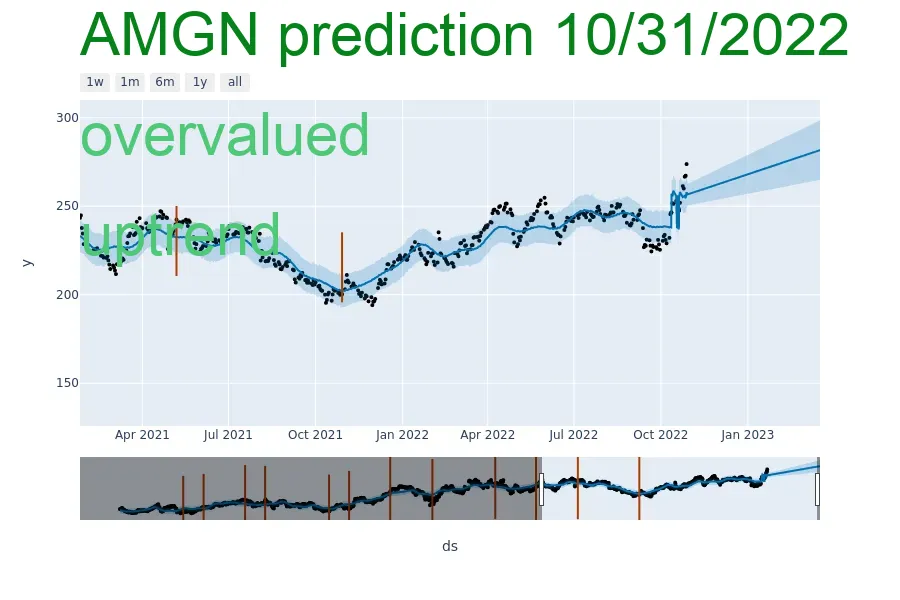 AMGN prediction 10/31/2022
1w 1m 6m 1y all
300
overvalued
250
uptrend
y
200
150
Apr 2021 Jul 2021 Oct 2021 Jan 2022 Apr 2022 Jul 2022 Oct 2022 Jan 2023
ds